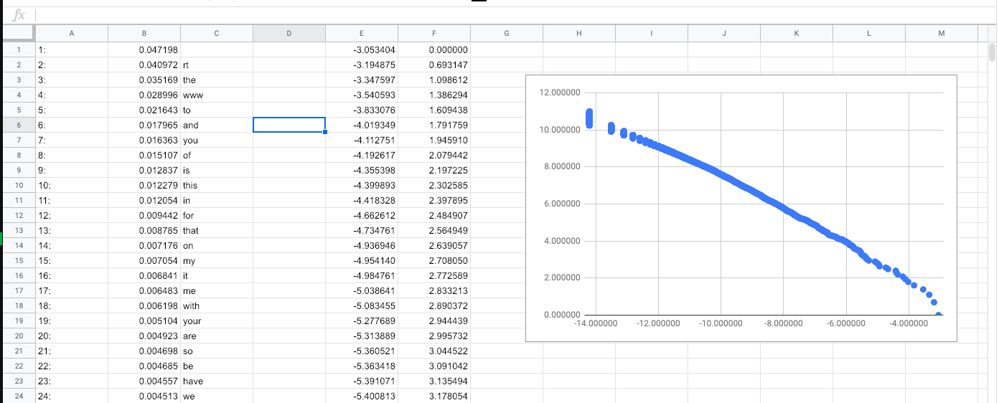 fx
A B C D E F G H I J K L M
1 1: 0.047198 -3.053404 0.000000
2 2: 0.040972 rt -3.194875 0.693147
3 3: 0.035169 the -3.347597 1.098612
4 4: 0.028996 www -3.540593 1.386294
5 5: 0.021643 to -3.833076 1.609438
6 6: 0.017965 and -4.019349 1.791759
7 7: 0.016363 you -4.112751 1.945910
8 8: 0.015107 of -4.192617 2.079442
9 9: 0.012837 is -4.355398 2.197225
10 10: 0.012279 this -4.399893 2.302585
11 11: 0.012054 in -4.418328 2.397895
12 12: 0.009442 for -4.662612 2.484907
13 13: 0.008785 that -4.734761 2.564949
14 14: 0.007176 on -4.936946 2.639057
15 15: 0.007054 my -4.954140 2.708050
16 16: 0.006841 it -4.984761 2.772589
17 17: 0.006483 me -5.038641 2.833213
18 18: 0.006198 with -5.083455 2.890372
19 19: 0.005104 your -5.277689 2.944439
20 20: 0.004923 are -5.313889 2.995732
21 21: 0.004698 so -5.360521 3.044522
22 22: 0.004685 be -5.363418 3.091042
23 23: 0.004557 have -5.391071 3.135494
24 24: 0.004513 we -5.400813 3.178054
12.000000
10.000000
8.000000
6.000000
4.000000
2.000000
0.000000
-14.000000 -12.000000 -10.000000 -8.000000 -6.000000 -4.000000